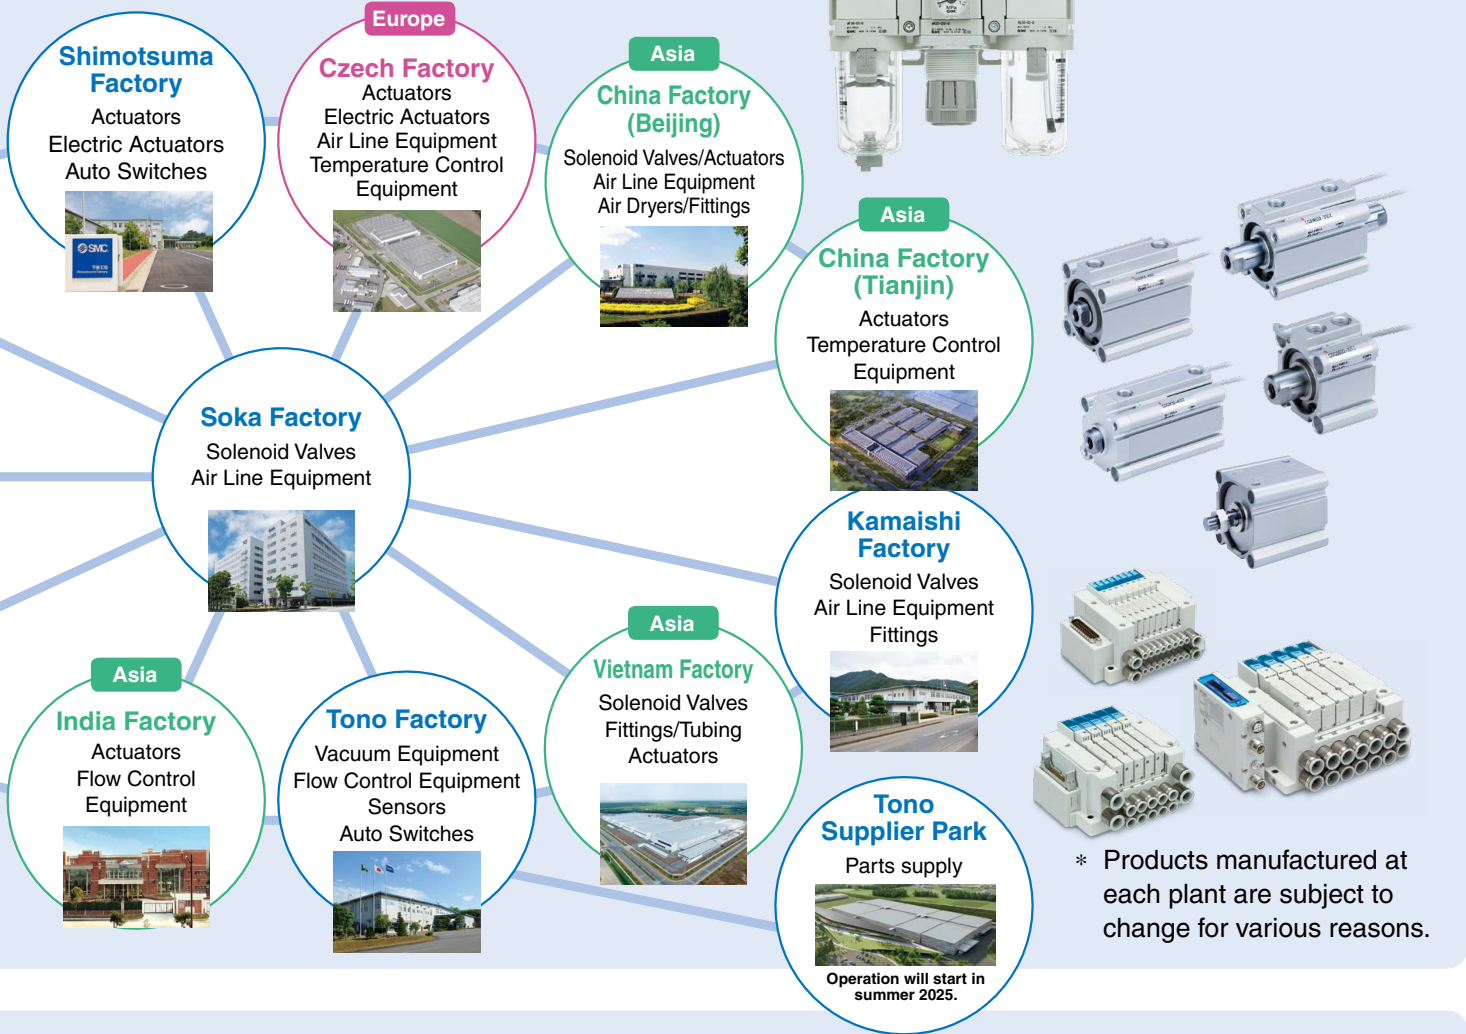 Shimotsuma
Factory
Actuators
Electric Actuators
Auto Switches
SMC
Europe
Czech Factory
Actuators
Electric Actuators
Air Line Equipment
Temperature Control
Equipment
Asia
China Factory
(Beijing)
Solenoid Valves/Actuators
Air Line Equipment
Air Dryers/Fittings
Asia
China Factory
(Tianjin)
Actuators
Temperature Control
Equipment
Soka Factory
Solenoid Valves
Air Line Equipment
Kamaishi
Factory
Solenoid Valves
Air Line Equipment
Fittings
Asia
India Factory
Actuators
Flow Control
Equipment
Tono Factory
Vacuum Equipment
Flow Control Equipment
Sensors
Auto Switches
Asia
Vietnam Factory
Solenoid Valves
Fittings/Tubing
Actuators
Tono
Supplier Park
Parts supply
Operation will start in
summer 2025.
* Products manufactured at
each plant are subject to
change for various reasons.